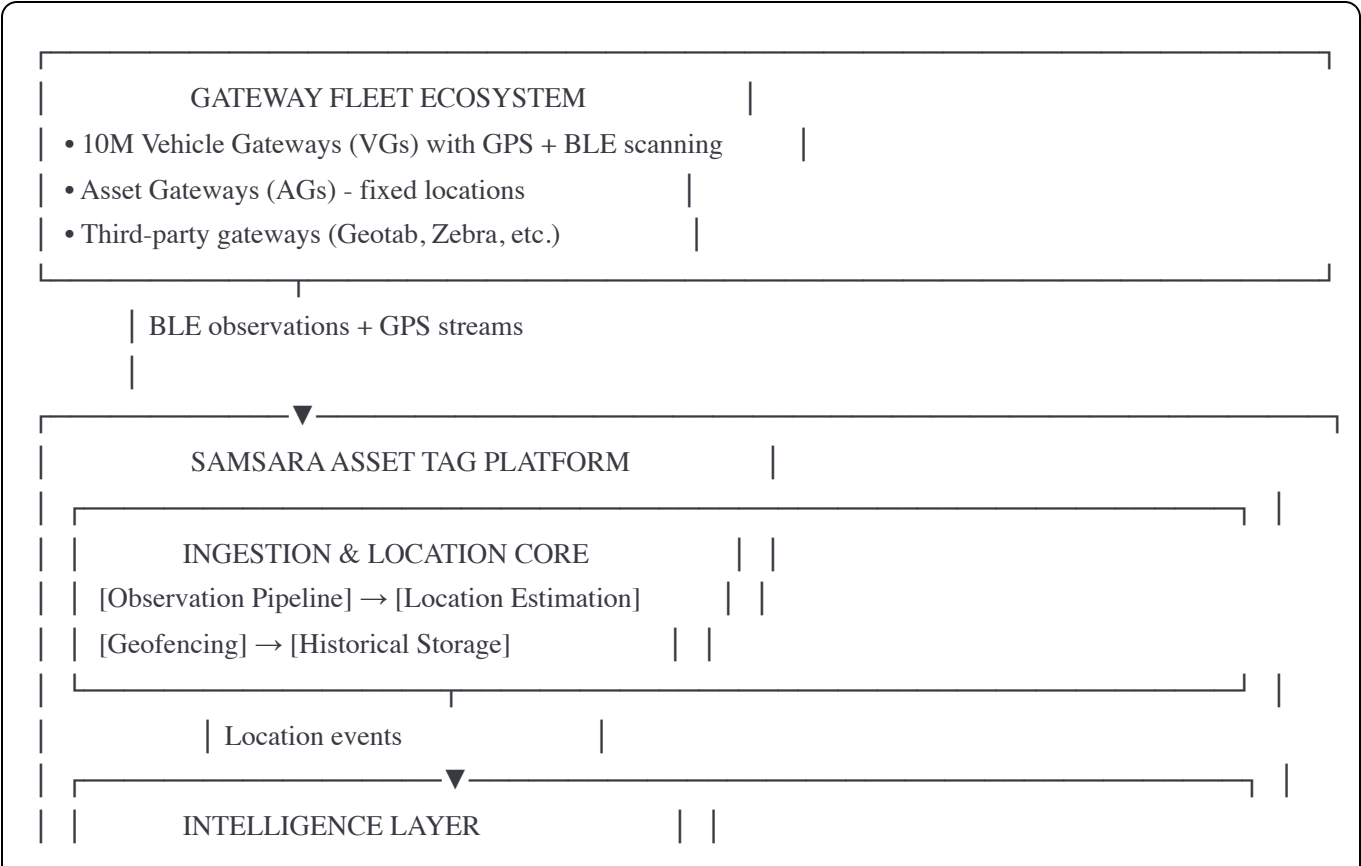 GATEWAY FLEET ECOSYSTEM
• 10M Vehicle Gateways (VGs) with GPS + BLE scanning
• Asset Gateways (AGs) - fixed locations
• Third-party gateways (Geotab, Zebra, etc.)
BLE observations + GPS streams
SAMSARA ASSET TAG PLATFORM
INGESTION & LOCATION CORE
[Observation Pipeline] → [Location Estimation]
[Geofencing] → [Historical Storage]
Location events
INTELLIGENCE LAYER